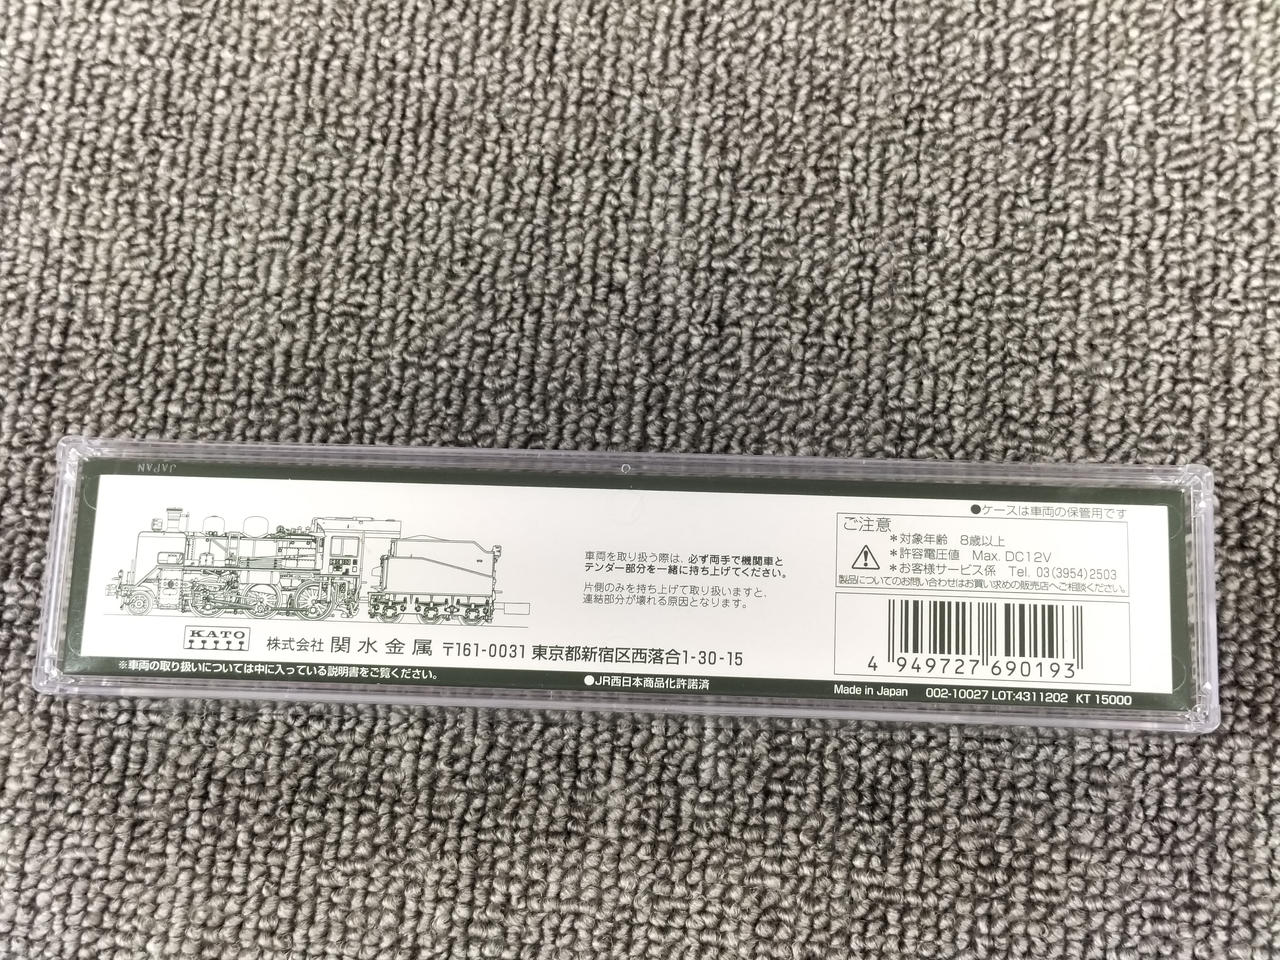 JAPAN
●ケースは車両の保管用です
ご注意
＊対象年齢　8歳以上
＊許容電圧値　Max. DC12V
＊お客様サービス係　Tel. 03(3954)2503
製品についてのお問い合わせはお買い求めの販売店へご相談ください。
車両を取り扱う際は、必ず両手で機関車と
テンダー部分を一緒に持ち上げてください。
片側のみを持ち上げて取り扱いますと、
連結部分が壊れる原因となります。
KATO
株式会社 関水金属 〒161-0031 東京都新宿区西落合1-30-15
4 949727 690193
※車両の取り扱いについては中に入っている説明書をご覧ください。
●JR西日本商品化許諾済
Made in Japan　002-10027 LOT:4311202　KT 15000